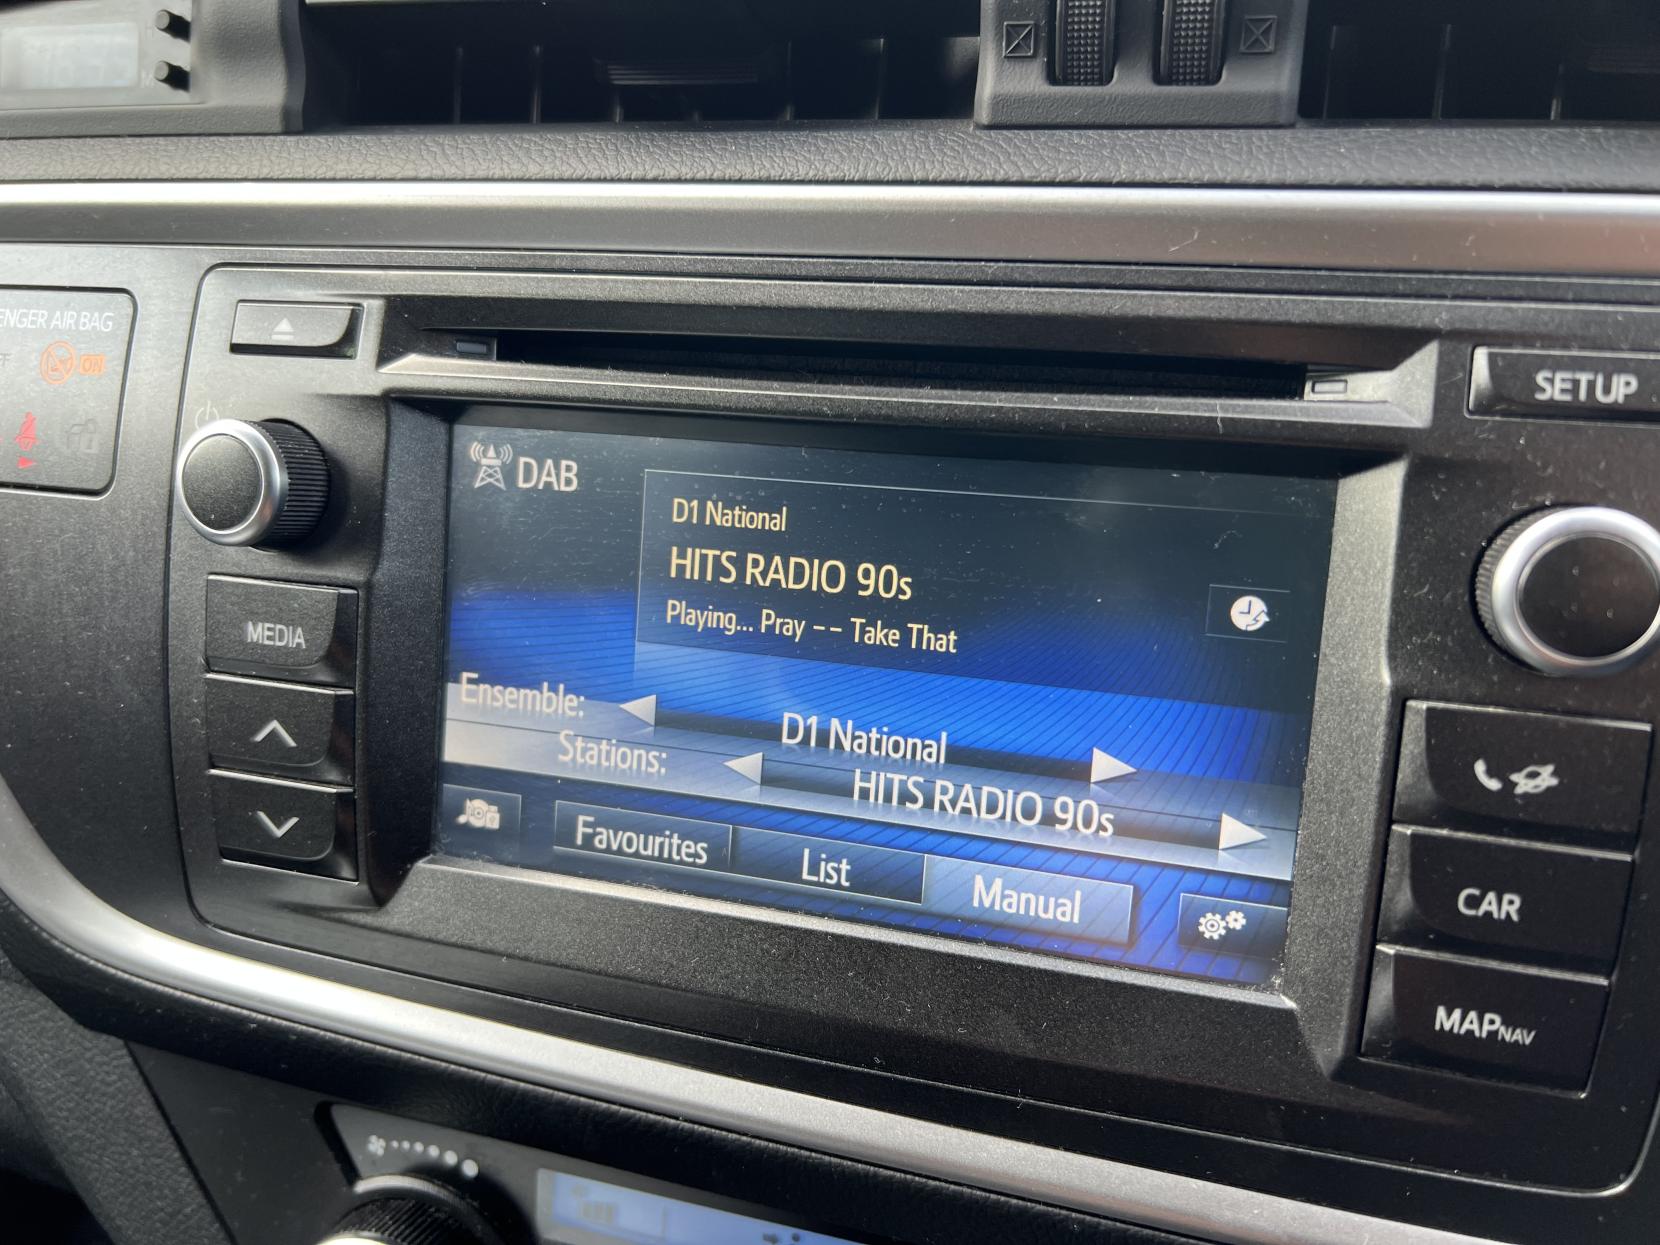 ENGER AIR BAG
ON
SETUP
DAB
D1 National
HITS RADIO 90s
Playing... Pray -- Take That
MEDIA
Ensemble:
D1 National
Stations:
HITS RADIO 90s
Favourites
List
Manual
CAR
MAP NAV